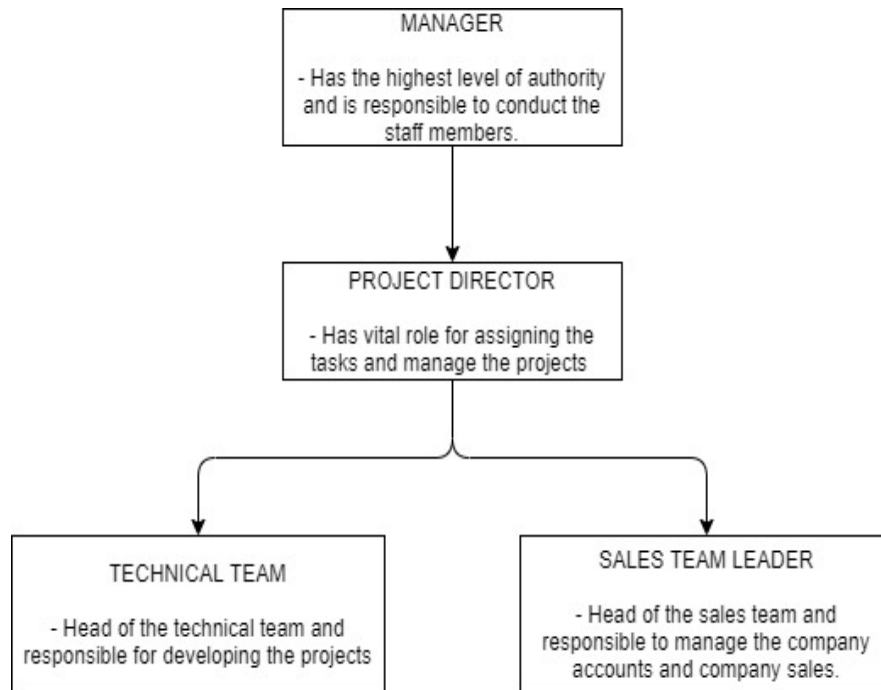 MANAGER
- Has the highest level of authority
and is responsible to conduct the
staff members.
PROJECT DIRECTOR
- Has vital role for assigning the
tasks and manage the projects
TECHNICAL TEAM
- Head of the technical team and
responsible for developing the projects
SALES TEAM LEADER
- Head of the sales team and
responsible to manage the company
accounts and company sales.